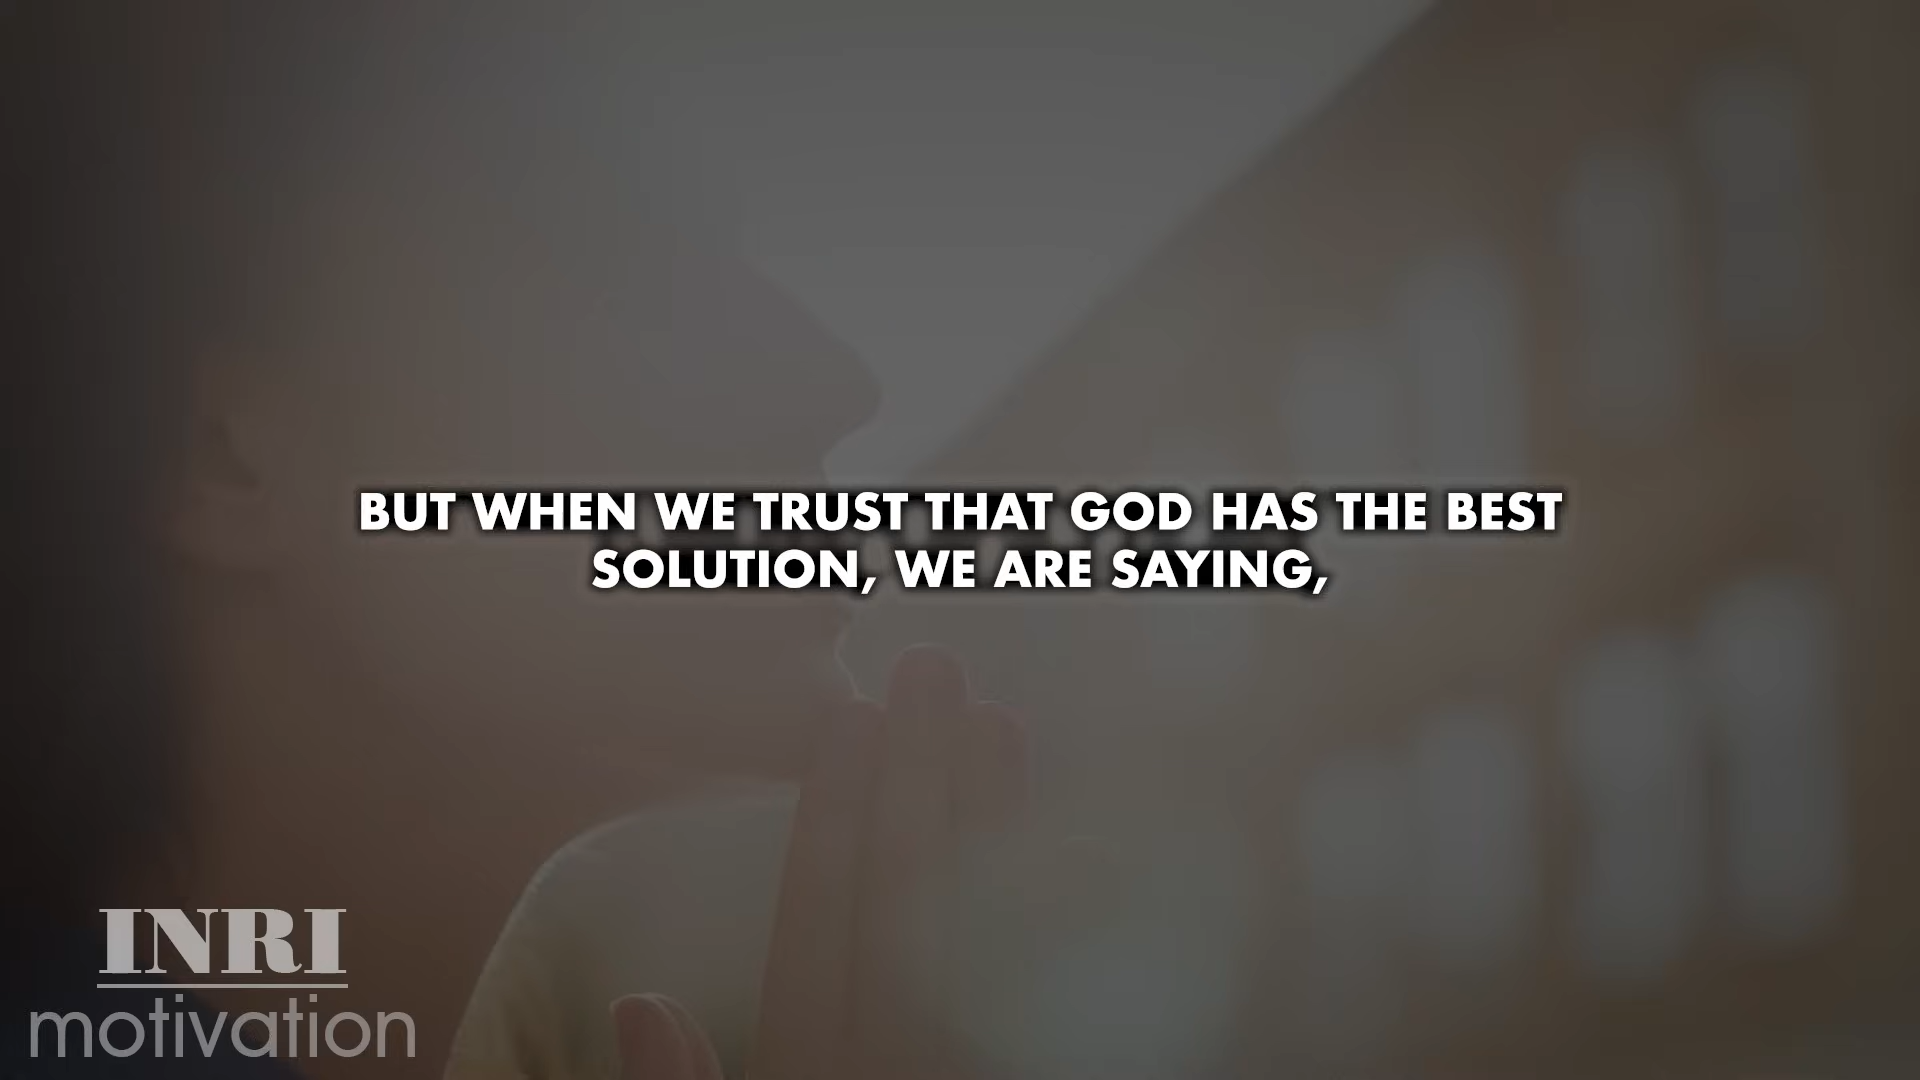 BUT WHEN WE TRUST THAT GOD HAS THE BEST
SOLUTION, WE ARE SAYING,
INRI
motivation